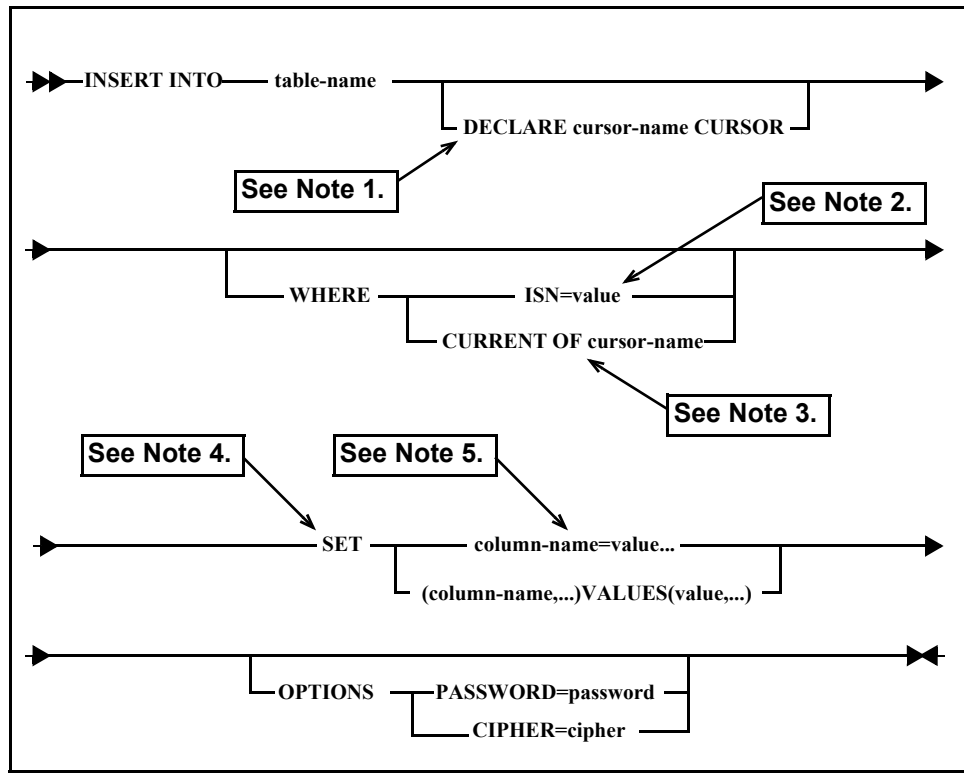 INSERT INTO table-name
DECLARE cursor-name CURSOR
See Note 1.
See Note 2.
WHERE ISN=value
CURRENT OF cursor-name
See Note 3.
See Note 4. See Note 5.
SET column-name=value...
(column-name,...)VALUES(value,...)
OPTIONS PASSWORD=password
CIPHER=cipher